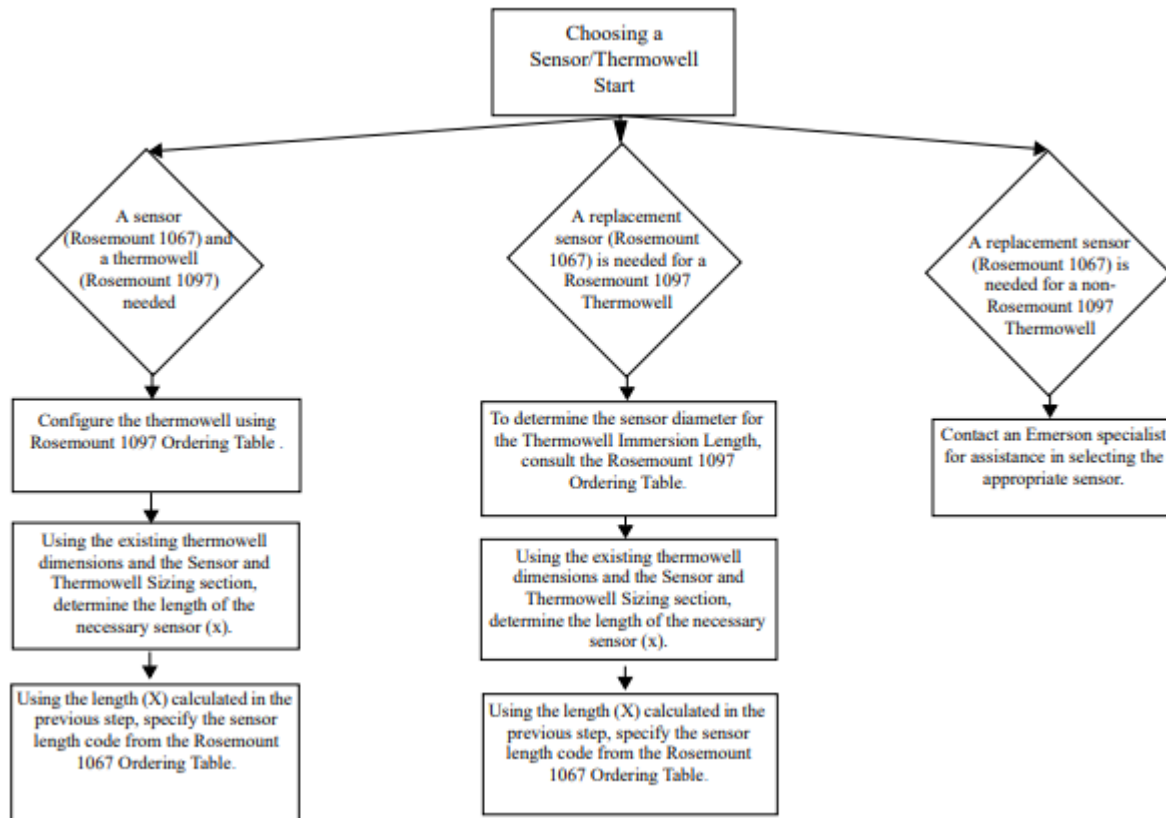 Choosing a
Sensor/Thermowell
Start
A sensor
(Rosemount 1067) and
a thermowell
(Rosemount 1097)
needed
Configure the thermowell using
Rosemount 1097 Ordering Table .
Using the existing thermowell
dimensions and the Sensor and
Thermowell Sizing section,
determine the length of the
necessary sensor (x).
Using the length (X) calculated in the
previous step, specify the sensor
length code from the Rosemount
1067 Ordering Table.
A replacement
sensor (Rosemount
1067) is needed for a
Rosemount 1097
Thermowell
To determine the sensor diameter for
the Thermowell Immersion Length,
consult the Rosemount 1097
Ordering Table.
Using the existing thermowell
dimensions and the Sensor and
Thermowell Sizing section,
determine the length of the necessary
sensor (x).
Using the length (X) calculated in the
previous step, specify the sensor
length code from the Rosemount
1067 Ordering Table.
A replacement sensor
(Rosemount 1067) is
needed for a non-
Rosemount 1097
Thermowell
Contact an Emerson specialist
for assistance in selecting the
appropriate sensor.